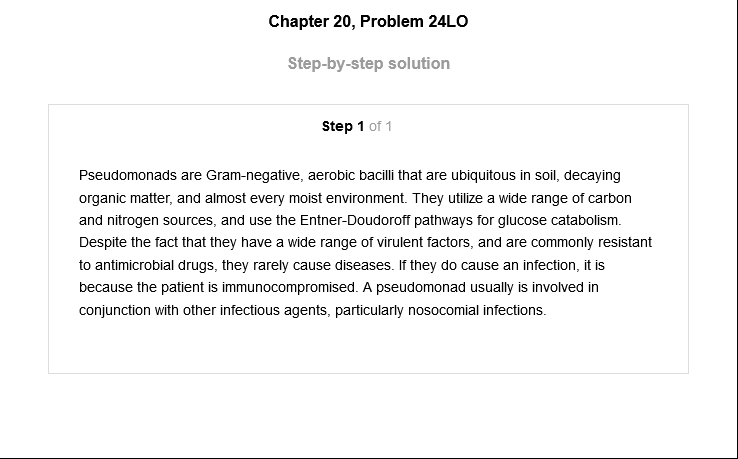 Chapter 20, Problem 24LO
Step-by-step solution
Step 1 of 1
Pseudomonads are Gram-negative, aerobic bacilli that are ubiquitous in soil, decaying
organic matter, and almost every moist environment. They utilize a wide range of carbon
and nitrogen sources, and use the Entner-Doudoroff pathways for glucose catabolism.
Despite the fact that they have a wide range of virulent factors, and are commonly resistant
to antimicrobial drugs, they rarely cause diseases. If they do cause an infection, it is
because the patient is immunocompromised. A pseudomonad usually is involved in
conjunction with other infectious agents, particularly nosocomial infections.